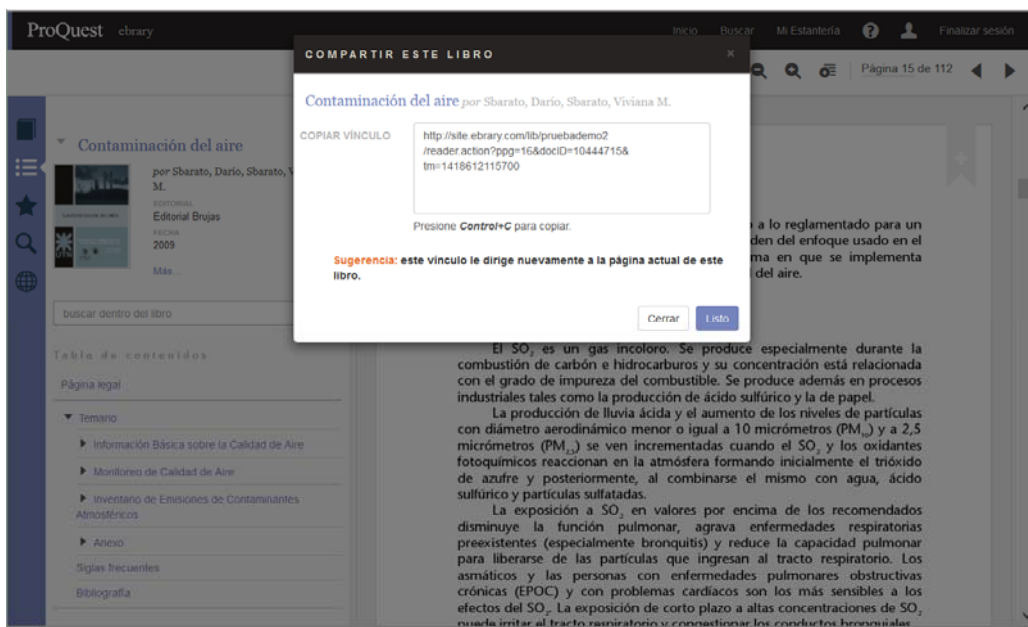 ProQuest ebrary
Inicio Buscar Mi Estantería ? Finalizar sesión
Página 15 de 112
COMPARTIR ESTE LIBRO ×
Contaminación del aire por Sbarato, Darío, Sbarato, Viviana M.
COPIAR VÍNCULO
http://site.ebrary.com/lib/pruebademo2
/reader.action?ppg=16&docID=10444715&
tm=1418612115700
Presione Control+C para copiar.
Sugerencia: este vínculo le dirige nuevamente a la página actual de este
libro.
Cerrar Listo
Contaminación del aire
por Sbarato, Darío, Sbarato, V
M.
EDITORIAL
Editorial Brujas
FECHA
2009
Más...
buscar dentro del libro
Tabla de contenidos
Página legal
Temario
Información Básica sobre la Calidad de Aire
Monitoreo de Calidad de Aire
Inventario de Emisiones de Contaminantes
Atmosféricos
Anexo
Siglas frecuentes
Bibliografía
a lo reglamentado para un
den del enfoque usado en el
ma en que se implementa
del aire.
El SO₂ es un gas incoloro. Se produce especialmente durante la
combustión de carbón e hidrocarburos y su concentración está relacionada
con el grado de impureza del combustible. Se produce además en procesos
industriales tales como la producción de ácido sulfúrico y la de papel.
La producción de lluvia ácida y el aumento de los niveles de partículas
con diámetro aerodinámico menor o igual a 10 micrómetros (PM₁₀) y a 2,5
micrómetros (PM₂,₅) se ven incrementadas cuando el SO₂ y los oxidantes
fotoquímicos reaccionan en la atmósfera formando inicialmente el trióxido
de azufre y posteriormente, al combinarse el mismo con agua, ácido
sulfúrico y partículas sulfatadas.
La exposición a SO₂ en valores por encima de los recomendados
disminuye la función pulmonar, agrava enfermedades respiratorias
preexistentes (especialmente bronquitis) y reduce la capacidad pulmonar
para liberarse de las partículas que ingresan al tracto respiratorio. Los
asmáticos y las personas con enfermedades pulmonares obstructivas
crónicas (EPOC) y con problemas cardíacos son los más sensibles a los
efectos del SO₂. La exposición de corto plazo a altas concentraciones de SO₂
puede irritar el tracto respiratorio y congestionar los conductos bronquiales